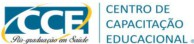 CCE
Pós-graduação em Saúde
CENTRO DE
CAPACITAÇÃO
EDUCACIONAL